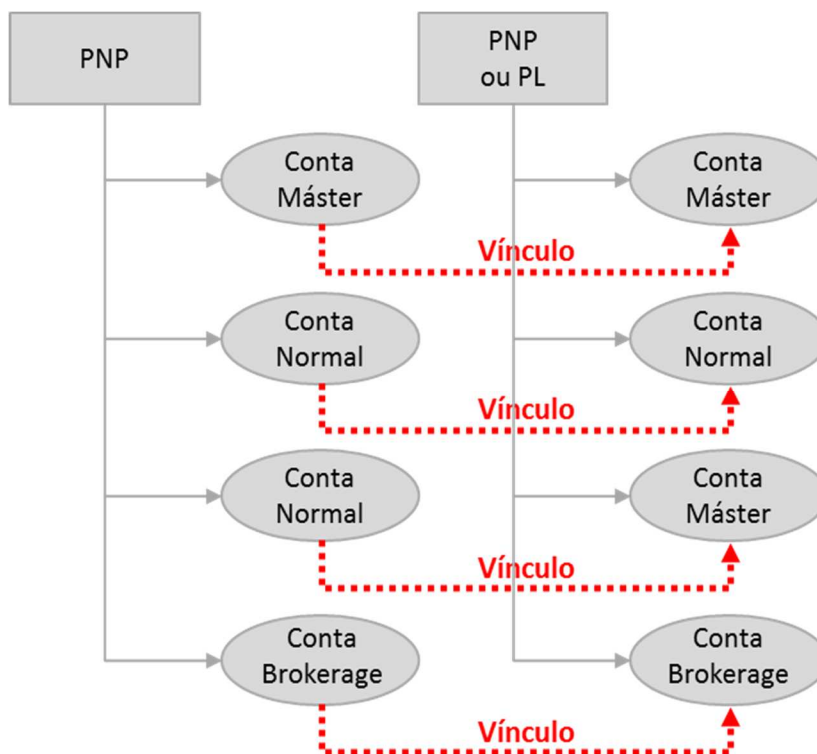 PNP
PNP
ou PL
Conta
Máster
Conta
Máster
Vínculo
Conta
Normal
Conta
Normal
Vínculo
Conta
Normal
Conta
Máster
Vínculo
Conta
Brokerage
Conta
Brokerage
Vínculo